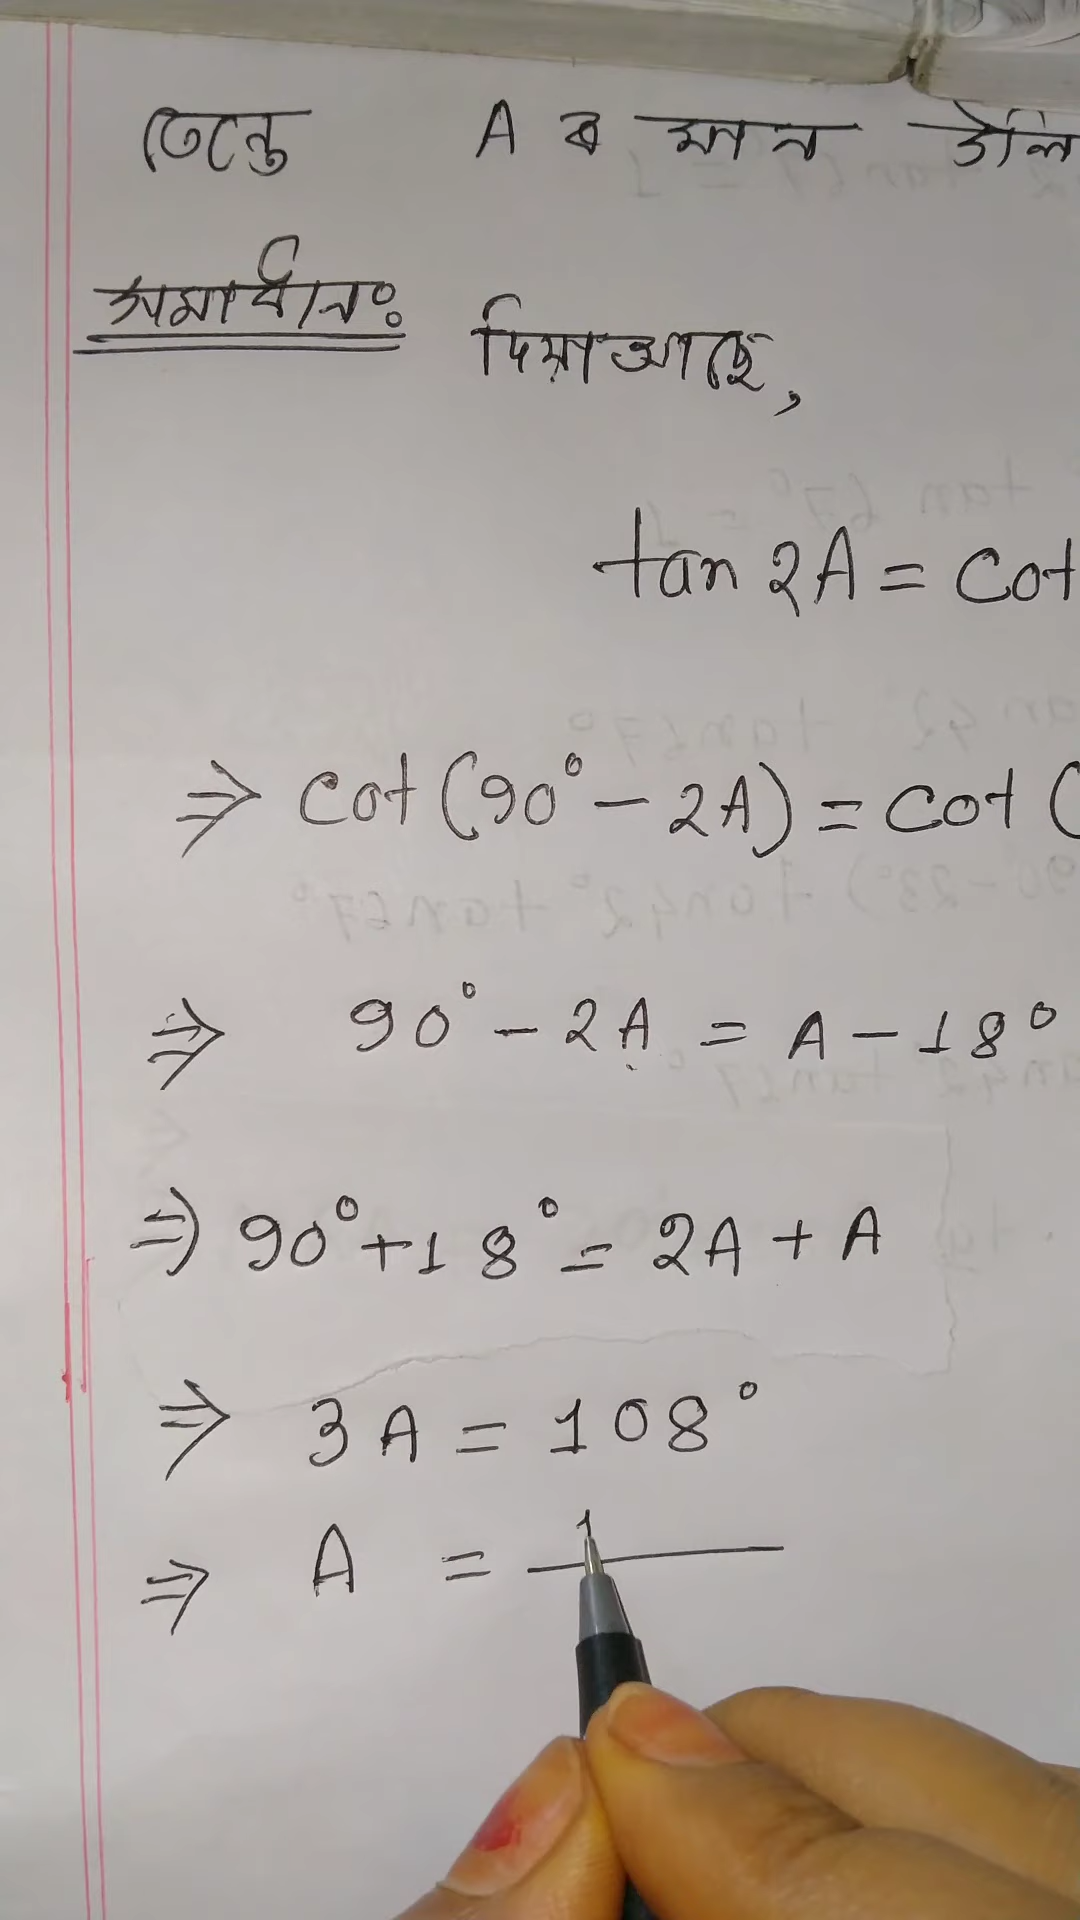 তেন্তে A ৰ মান উলি
সমাধানঃ দিয়া আছে,
tan 2A = cot
⇒ cot (90° − 2A) = cot (
⇒ 90° − 2A = A − 18°
⇒ 90° + 18° = 2A + A
⇒ 3A = 108°
⇒ A = 1